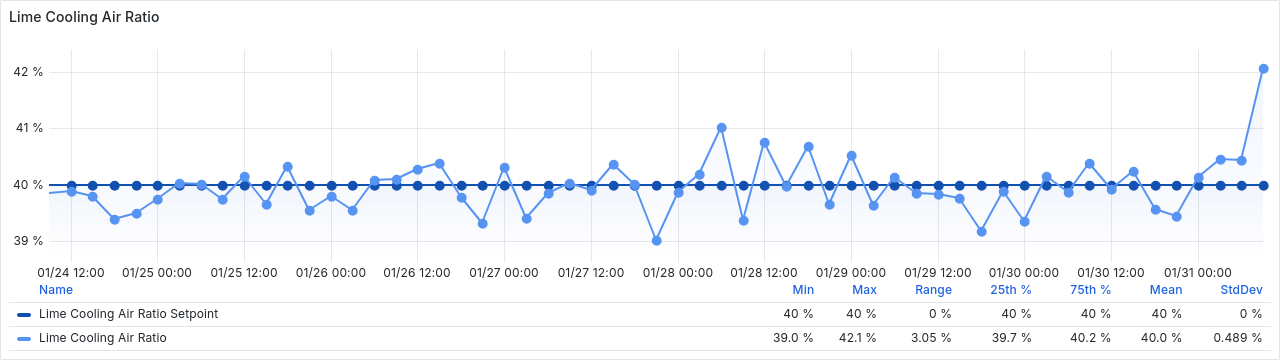 Lime Cooling Air Ratio
42 %
41 %
40 %
39 %
01/24 12:00 01/25 00:00 01/25 12:00 01/26 00:00 01/26 12:00 01/27 00:00 01/27 12:00 01/28 00:00 01/28 12:00 01/29 00:00 01/29 12:00 01/30 00:00 01/30 12:00 01/31 00:00
Name Min Max Range 25th % 75th % Mean StdDev
Lime Cooling Air Ratio Setpoint 40 % 40 % 0 % 40 % 40 % 40 % 0 %
Lime Cooling Air Ratio 39.0 % 42.1 % 3.05 % 39.7 % 40.2 % 40.0 % 0.489 %